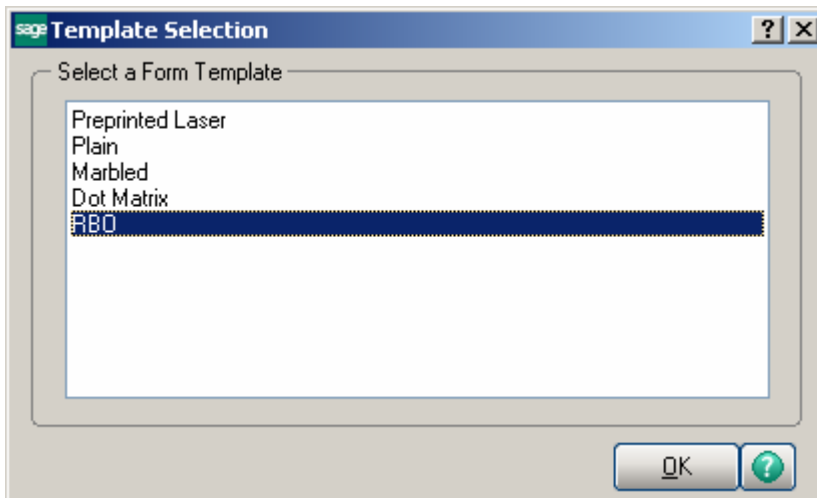 sage Template Selection
Select a Form Template
Preprinted Laser
Plain
Marbled
Dot Matrix
RBO
OK